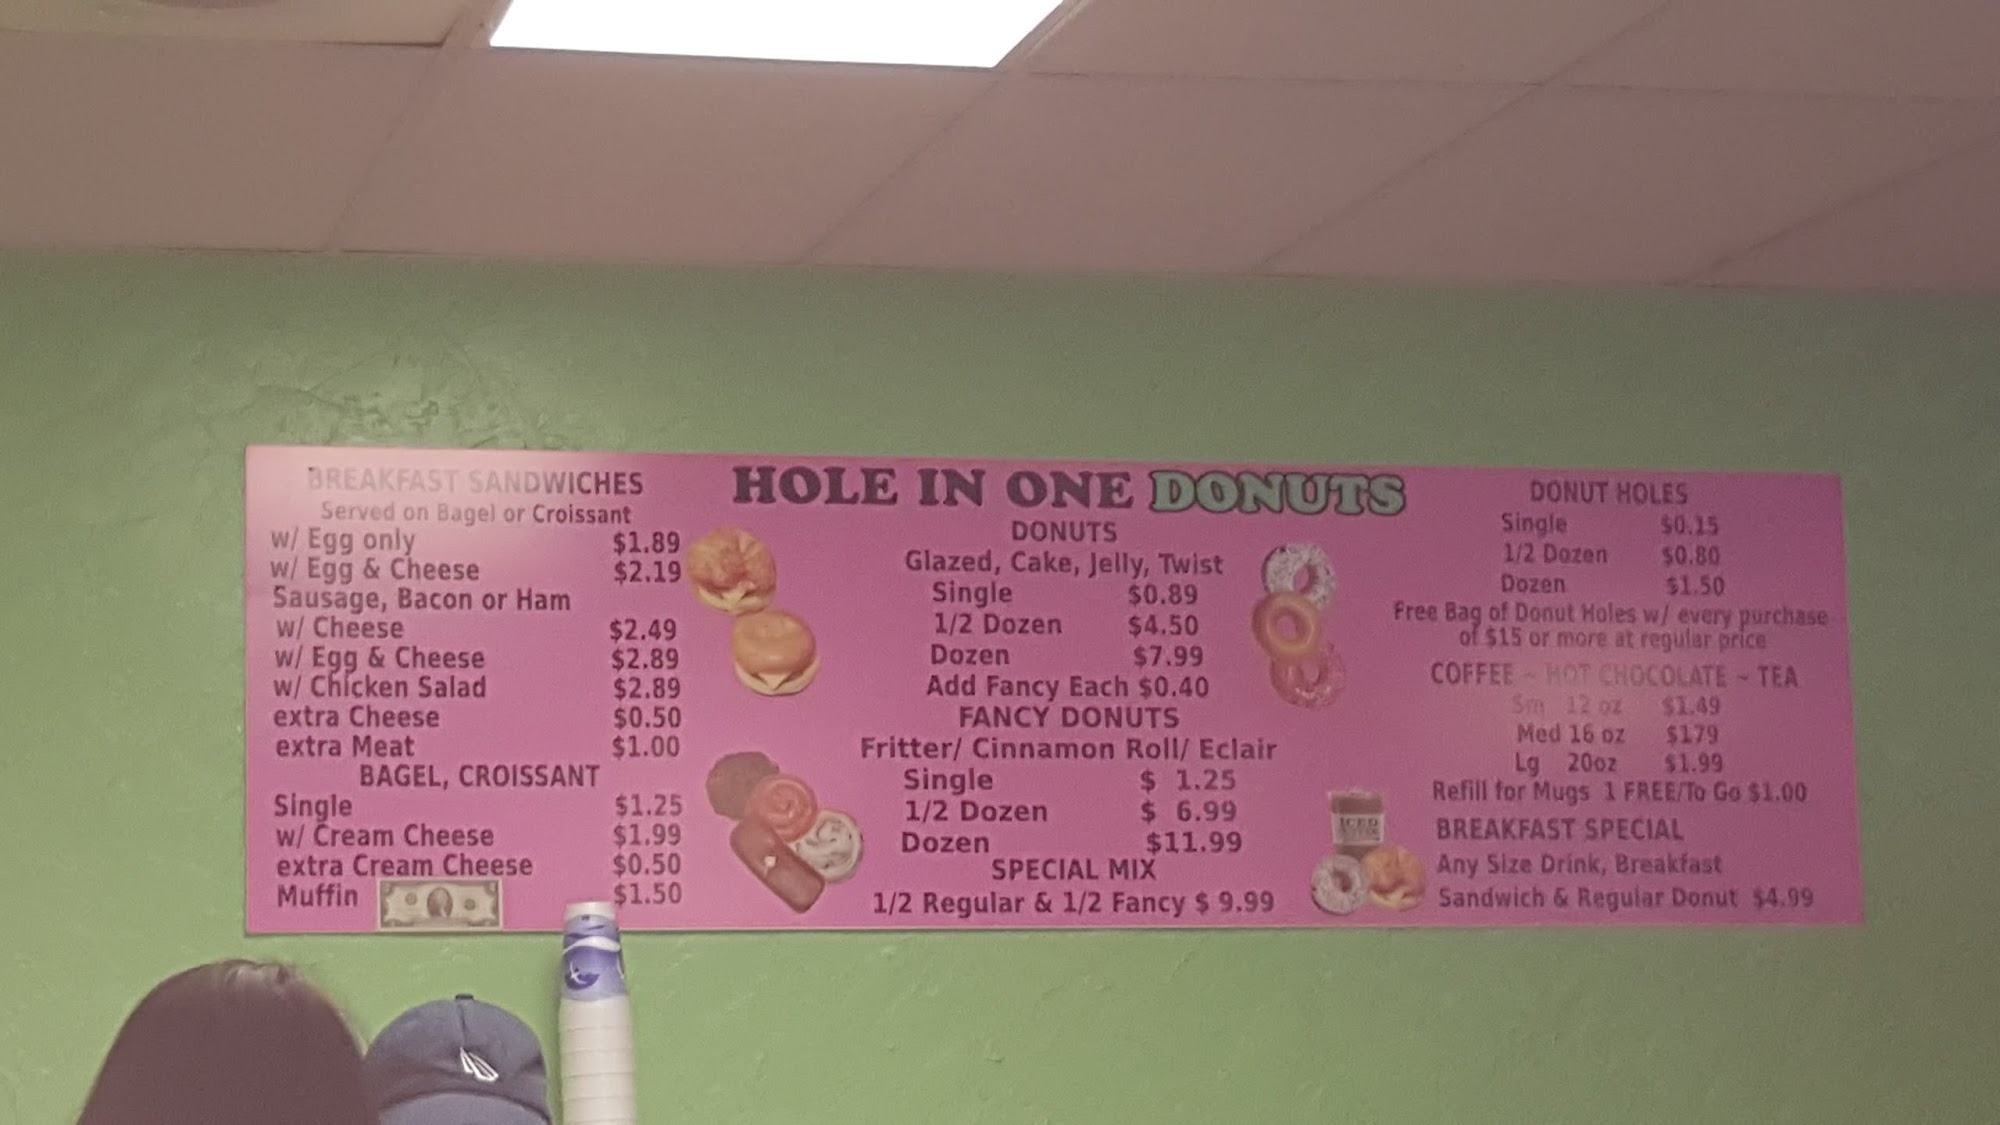 HOLE IN ONE DONUTS
BREAKFAST SANDWICHES
Served on Bagel or Croissant
w/ Egg only $1.89
w/ Egg & Cheese $2.19
Sausage, Bacon or Ham
w/ Cheese $2.49
w/ Egg & Cheese $2.89
w/ Chicken Salad $2.89
extra Cheese $0.50
extra Meat $1.00
BAGEL, CROISSANT
Single $1.25
w/ Cream Cheese $1.99
extra Cream Cheese $0.50
Muffin $1.50
DONUTS
Glazed, Cake, Jelly, Twist
Single $0.89
1/2 Dozen $4.50
Dozen $7.99
Add Fancy Each $0.40
FANCY DONUTS
Fritter/ Cinnamon Roll/ Eclair
Single $ 1.25
1/2 Dozen $ 6.99
Dozen $11.99
SPECIAL MIX
1/2 Regular & 1/2 Fancy $ 9.99
DONUT HOLES
Single $0.15
1/2 Dozen $0.80
Dozen $1.50
Free Bag of Donut Holes w/ every purchase
of $15 or more at regular price
COFFEE ~ HOT CHOCOLATE ~ TEA
Sm 12 oz $1.49
Med 16 oz $179
Lg 20oz $1.99
Refill for Mugs 1 FREE/To Go $1.00
ICED
BREAKFAST SPECIAL
Any Size Drink, Breakfast
Sandwich & Regular Donut $4.99